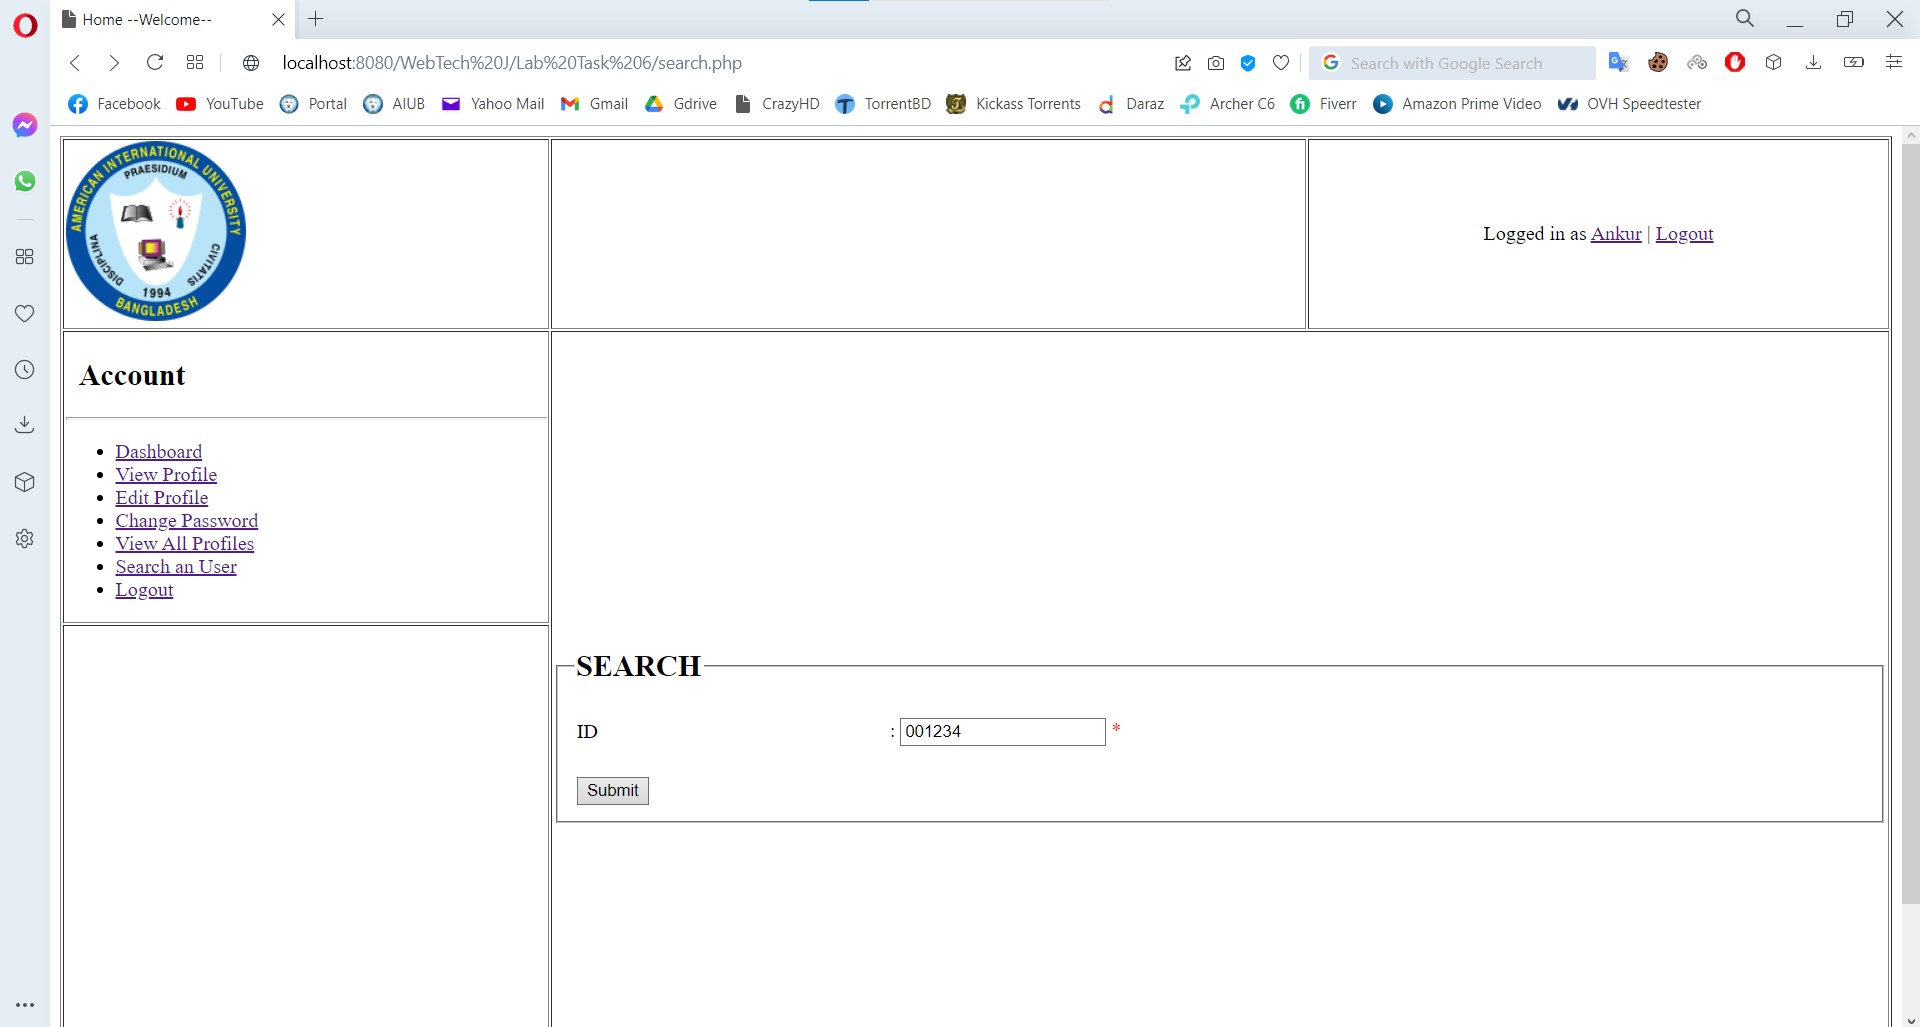 Home --Welcome--
localhost:8080/WebTech%20J/Lab%20Task%206/search.php
Search with Google Search
Facebook YouTube Portal AIUB Yahoo Mail Gmail Gdrive CrazyHD TorrentBD Kickass Torrents Daraz Archer C6 Fiverr Amazon Prime Video OVH Speedtester
AMERICAN INTERNATIONAL UNIVERSITY
PRAESIDIUM
DISCIPLINA
CIVITATIS
1994
BANGLADESH
Logged in as Ankur | Logout
Account
Dashboard
View Profile
Edit Profile
Change Password
View All Profiles
Search an User
Logout
SEARCH
ID : 001234 *
Submit